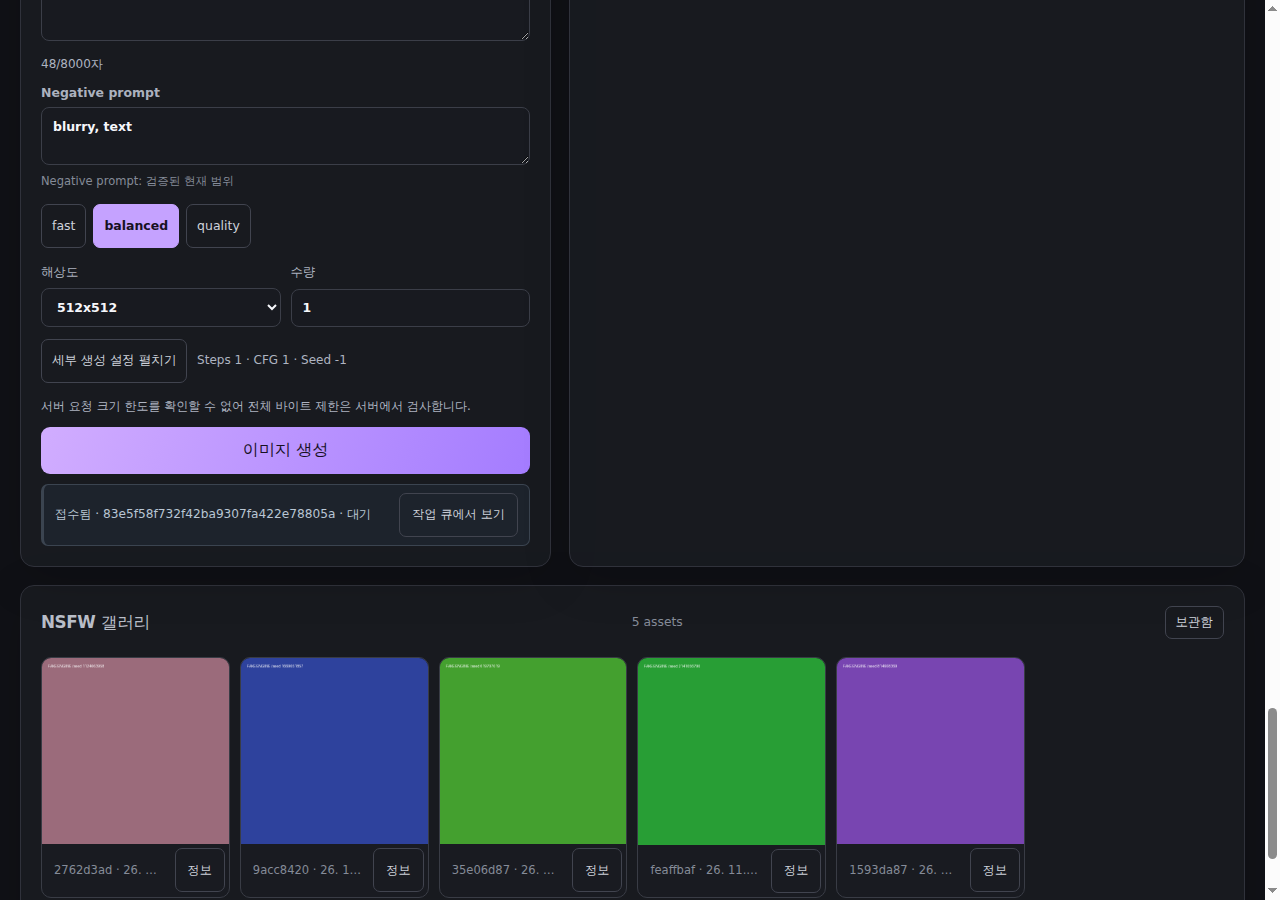 48/8000자
Negative prompt
blurry, text
Negative prompt: 검증된 현재 범위
fast balanced quality
해상도 수량
512x512 1
세부 생성 설정 펼치기 Steps 1 · CFG 1 · Seed -1
서버 요청 크기 한도를 확인할 수 없어 전체 바이트 제한은 서버에서 검사합니다.
이미지 생성
접수됨 · 83e5f58f732f42ba9307fa422e78805a · 대기 작업 큐에서 보기
NSFW 갤러리 5 assets 보관함
2762d3ad · 26. ... 정보 9acc8420 · 26. 1... 정보 35e06d87 · 26. ... 정보 feaffbaf · 26. 11.... 정보 1593da87 · 26. ... 정보